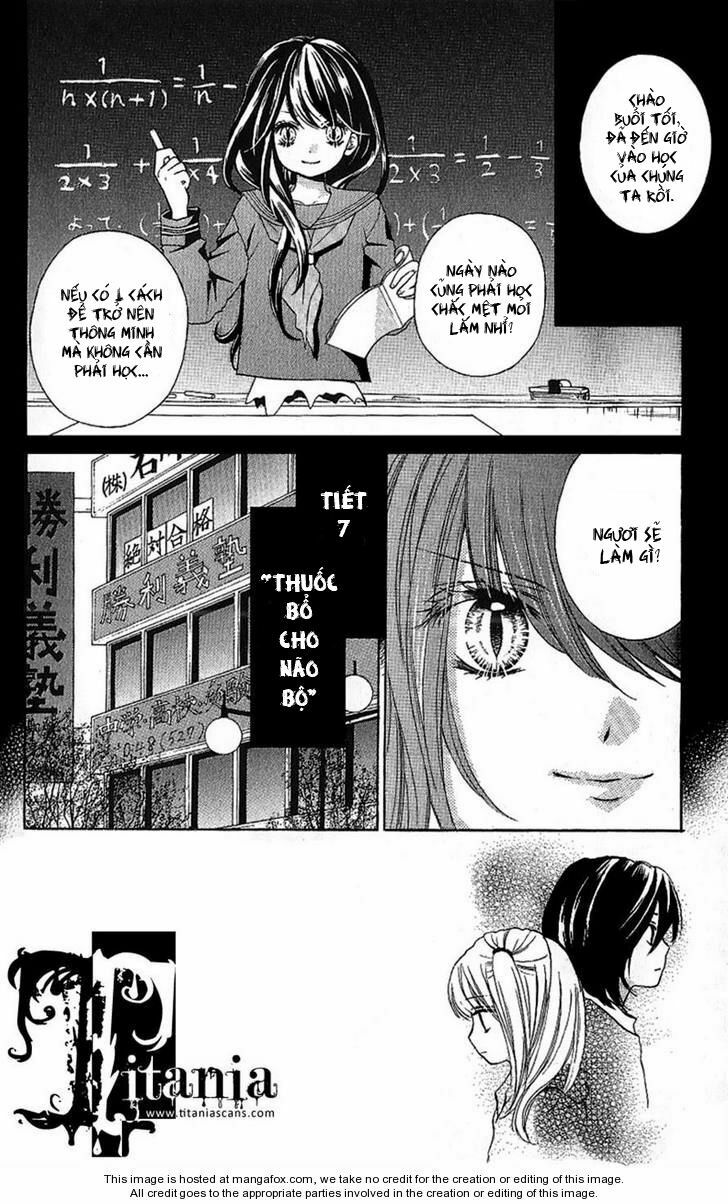 CHÀO
BUỔI TỐI,
ĐÃ ĐẾN GIỜ
VÀO HỌC
CỦA CHÚNG
TA RỒI.
NGÀY NÀO
CŨNG PHẢI HỌC
CHẮC MỆT MỎI
LẮM NHỈ?
NẾU CÓ 1 CÁCH
ĐỂ TRỞ NÊN
THÔNG MINH
MÀ KHÔNG CẦN
PHẢI HỌC...
1/n×(n+1) = 1/n -
1/2×3 +
1/2×3 = 1/2 - 1/3
よって
NGƯƠI SẼ
LÀM GÌ?
TIẾT
7
"THUỐC
BỔ
CHO
NÃO
BỘ"
勝利義塾
(株)
絶対合格
勝利義塾
中学・高校
Titania
www.titaniascans.com
This image is hosted at mangafox.com, we take no credit for the creation or editing of this image.
All credit goes to the appropriate parties involved in the creation or editing of this image.